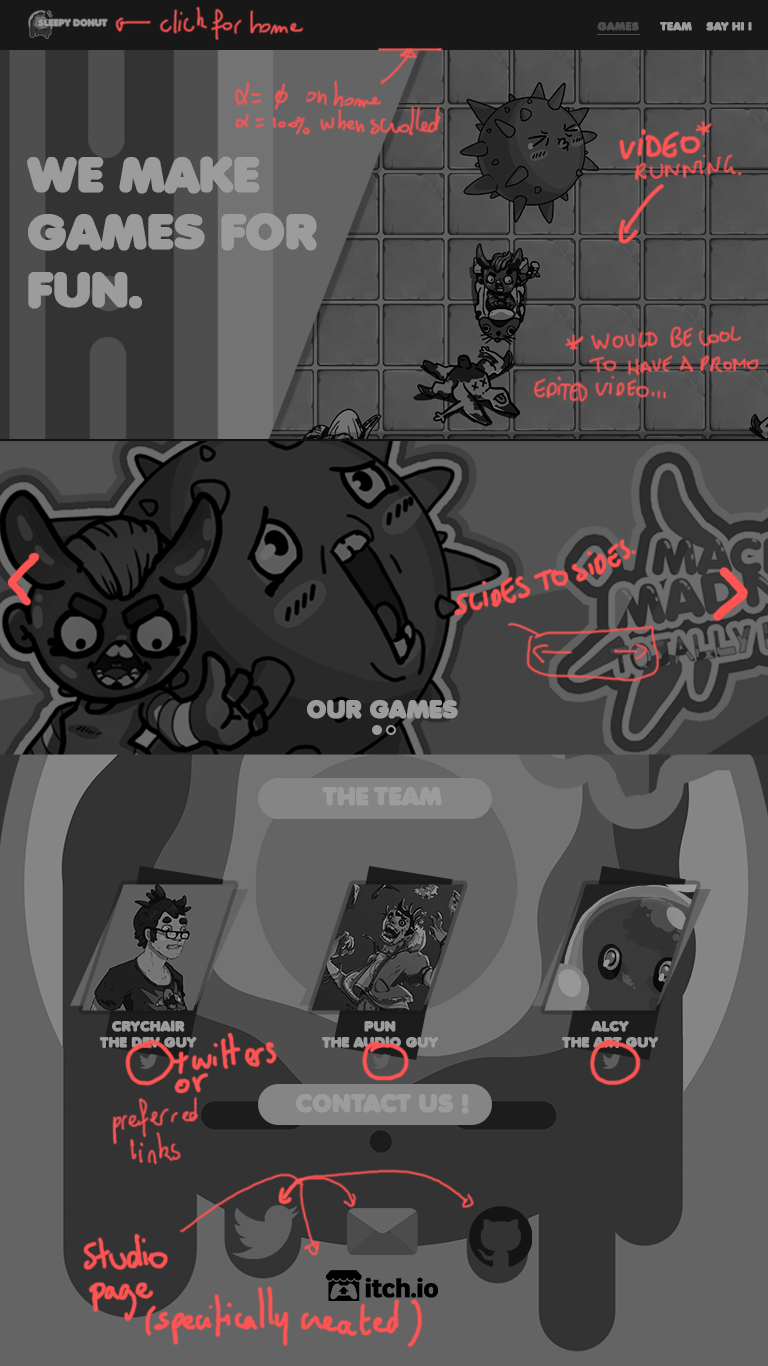 SLEEPY DONUT
click for home
GAMES TEAM SAY HI !
α= ϕ on home
α=100% when scrolled
WE MAKE
GAMES FOR
FUN.
VIDEO*
RUNNING.
* WOULD BE COOL
TO HAVE A PROMO
EDITED VIDEO...
SLIDES TO SIDES.
OUR GAMES
THE TEAM
CRYCHAIR
THE DEV GUY
PUN
THE AUDIO GUY
ALCY
THE ART GUY
twitters
or
preferred
links
CONTACT US !
studio
page
(specifically created)
itch.io